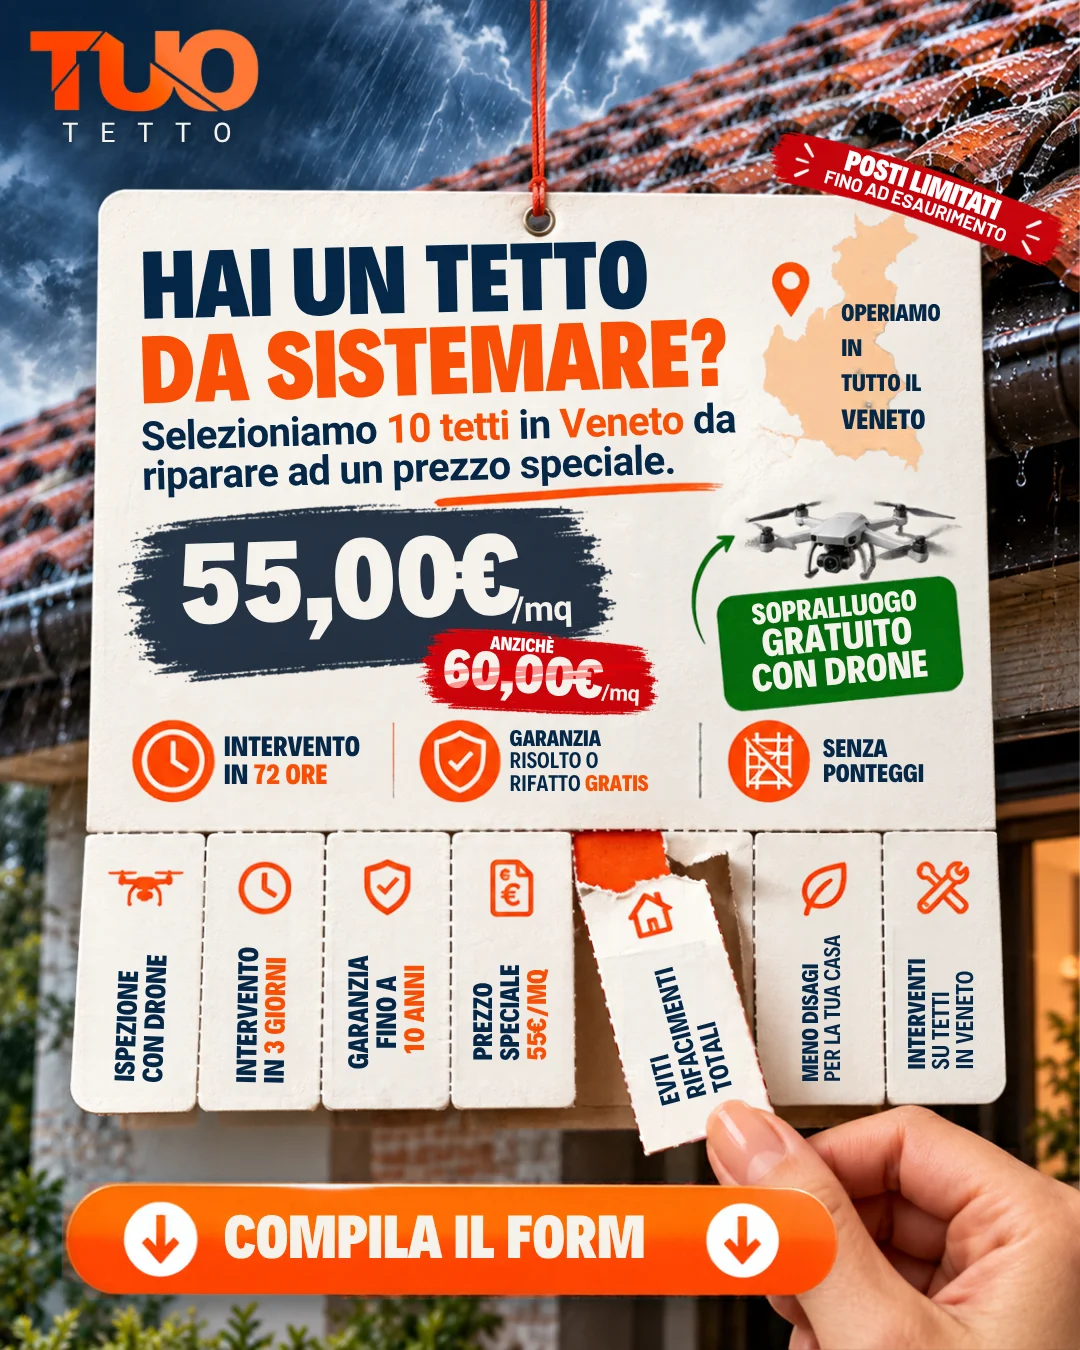 TUO
TETTO
POSTI LIMITATI
FINO AD ESAURIMENTO
HAI UN TETTO
DA SISTEMARE?
Selezioniamo 10 tetti in Veneto da
riparare ad un prezzo speciale.
OPERIAMO
IN
TUTTO IL
VENETO
55,00€/mq
ANZICHÈ
60,00€/mq
SOPRALLUOGO
GRATUITO
CON DRONE
INTERVENTO
IN 72 ORE
GARANZIA
RISOLTO O
RIFATTO GRATIS
SENZA
PONTEGGI
ISPEZIONE
CON DRONE
INTERVENTO
IN 3 GIORNI
GARANZIA
FINO A
10 ANNI
PREZZO
SPECIALE
55€/MQ
EVITI
RIFACIMENTI
TOTALI
MENO DISAGI
PER LA TUA CASA
INTERVENTI
SU TETTI
IN VENETO
COMPILA IL FORM